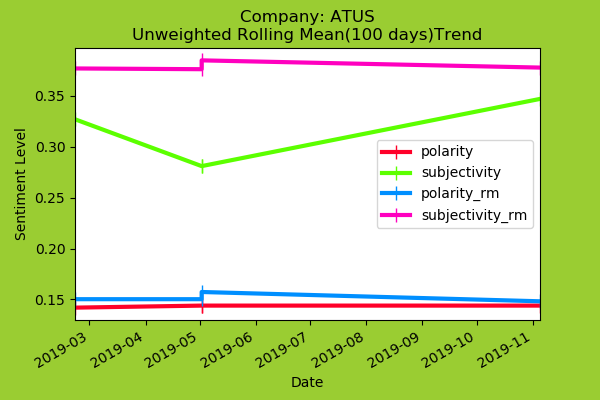 Company: ATUS
Unweighted Rolling Mean(100 days)Trend
Sentiment Level
0.35
0.30
0.25
0.20
0.15
polarity
subjectivity
polarity_rm
subjectivity_rm
2019-03
2019-04
2019-05
2019-06
2019-07
2019-08
2019-09
2019-10
2019-11
Date